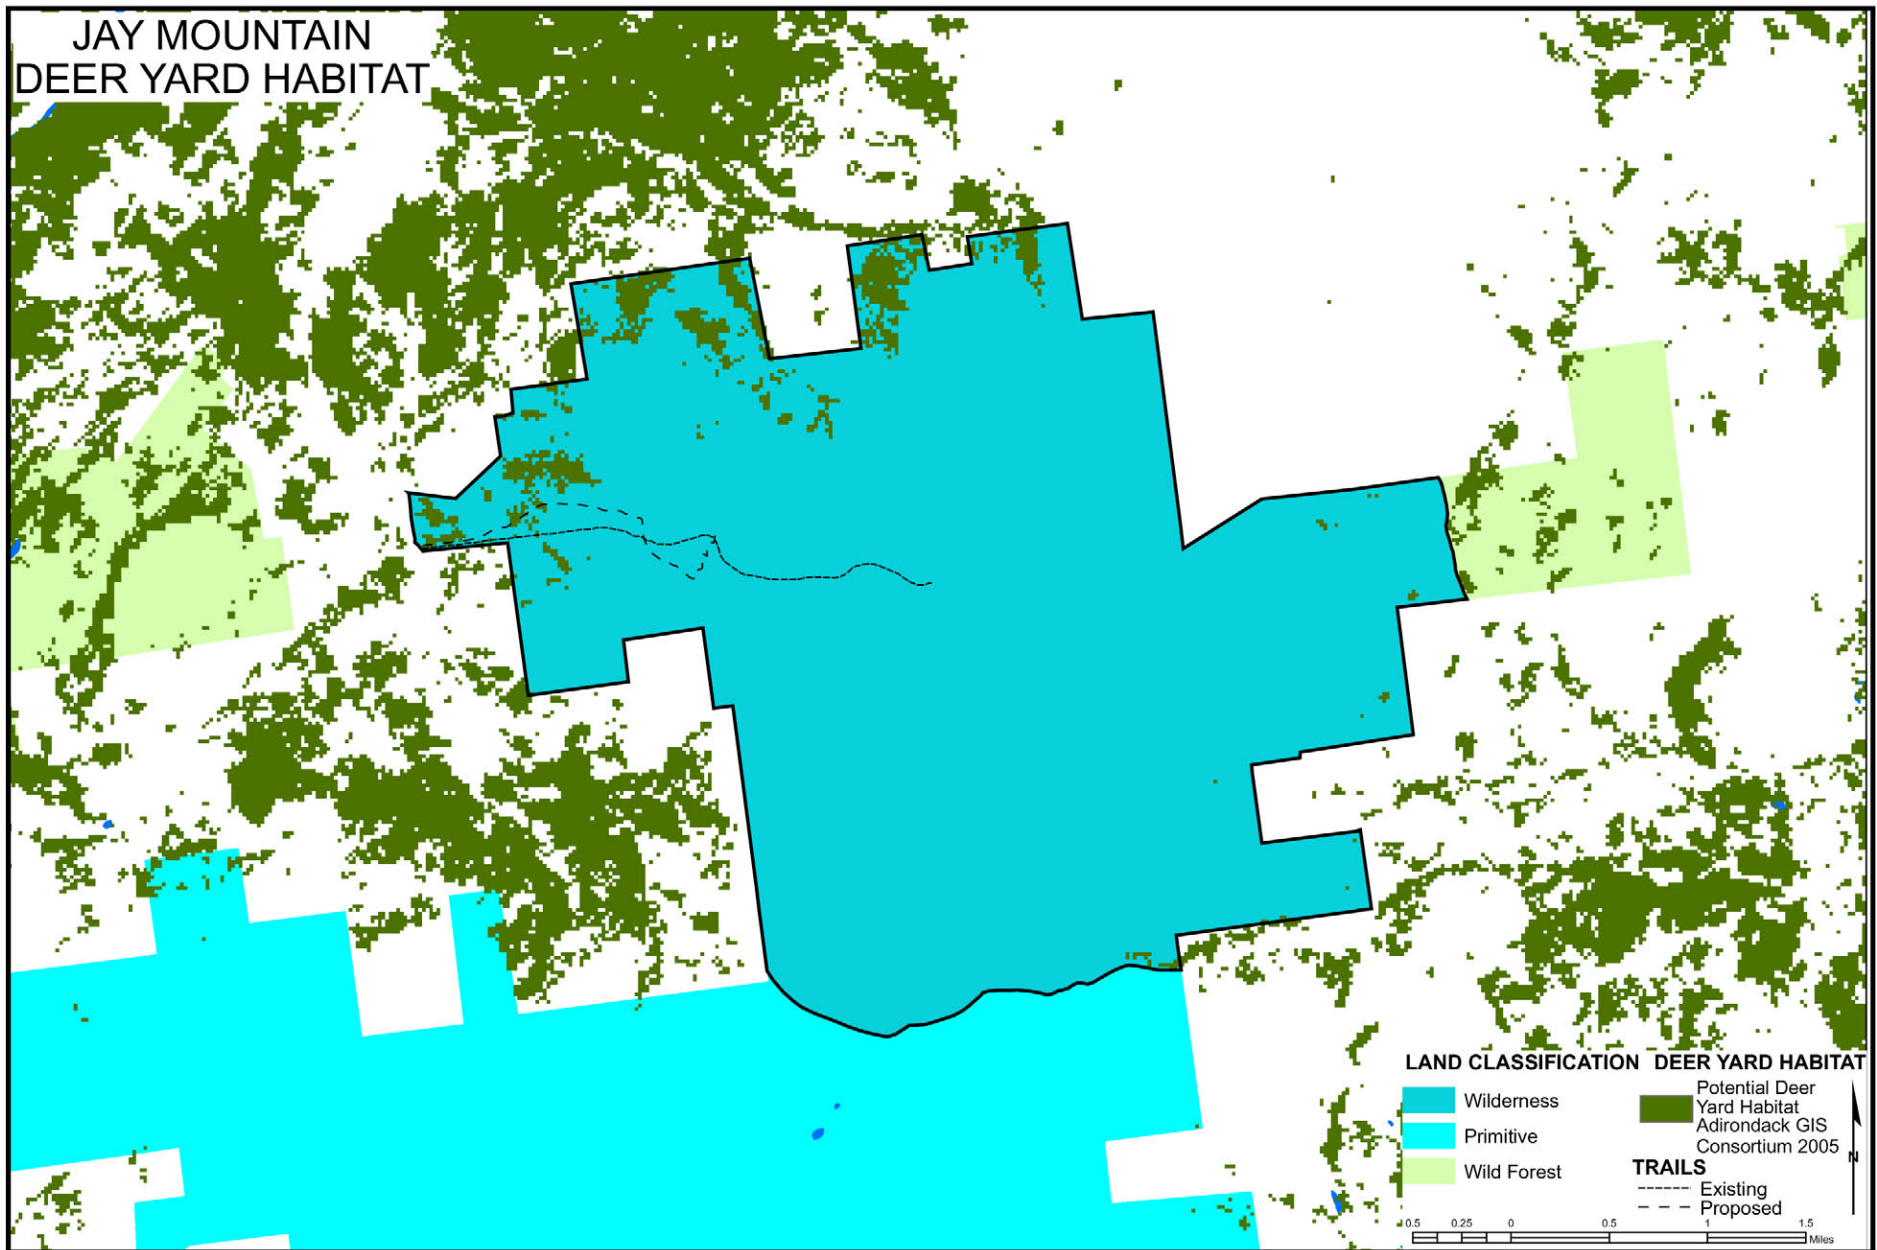 JAY MOUNTAIN
DEER YARD HABITAT
LAND CLASSIFICATION
Wilderness
Primitive
Wild Forest
DEER YARD HABITAT
Potential Deer
Yard Habitat
Adirondack GIS
Consortium 2005
TRAILS
Existing
Proposed
N
0.5 0.25 0 0.5 1 1.5
Miles